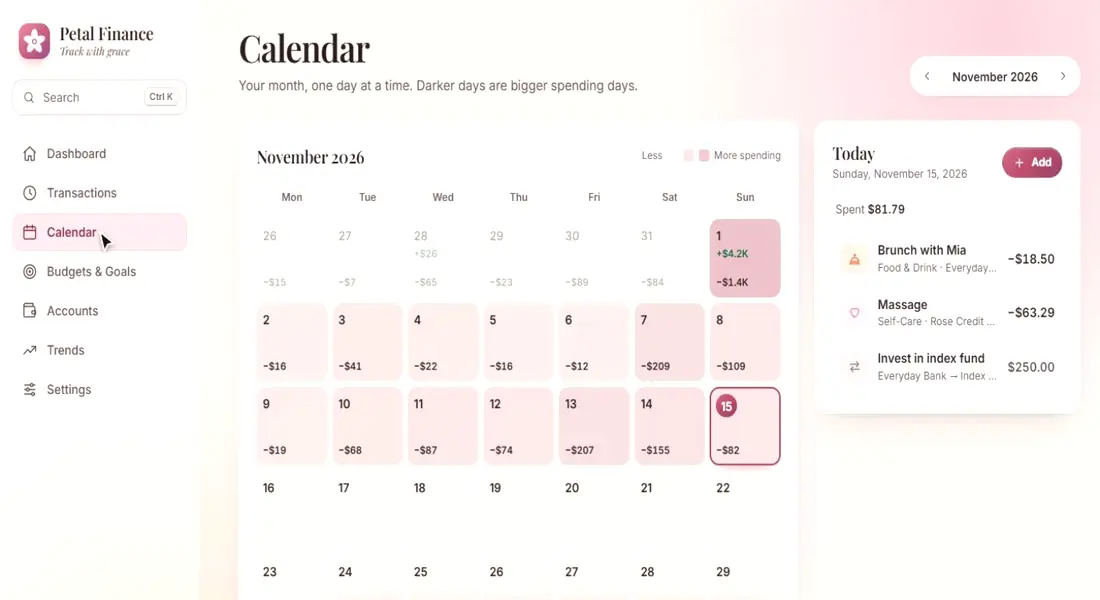 Petal Finance
Track with grace
Search
Ctrl K
Dashboard
Transactions
Calendar
Budgets & Goals
Accounts
Trends
Settings
Calendar
Your month, one day at a time. Darker days are bigger spending days.
November 2026
November 2026
Less
More spending
Mon Tue Wed Thu Fri Sat Sun
26 27 28 29 30 31 1
+$26 +$4.2K
−$15 −$7 −$65 −$23 −$89 −$84 −$1.4K
2 3 4 5 6 7 8
−$16 −$41 −$22 −$16 −$12 −$209 −$109
9 10 11 12 13 14 15
−$19 −$68 −$87 −$74 −$207 −$155 −$82
16 17 18 19 20 21 22
23 24 25 26 27 28 29
Today
Sunday, November 15, 2026
+ Add
Spent $81.79
Brunch with Mia
Food & Drink · Everyday...
−$18.50
Massage
Self-Care · Rose Credit ...
−$63.29
Invest in index fund
Everyday Bank → Index ...
$250.00